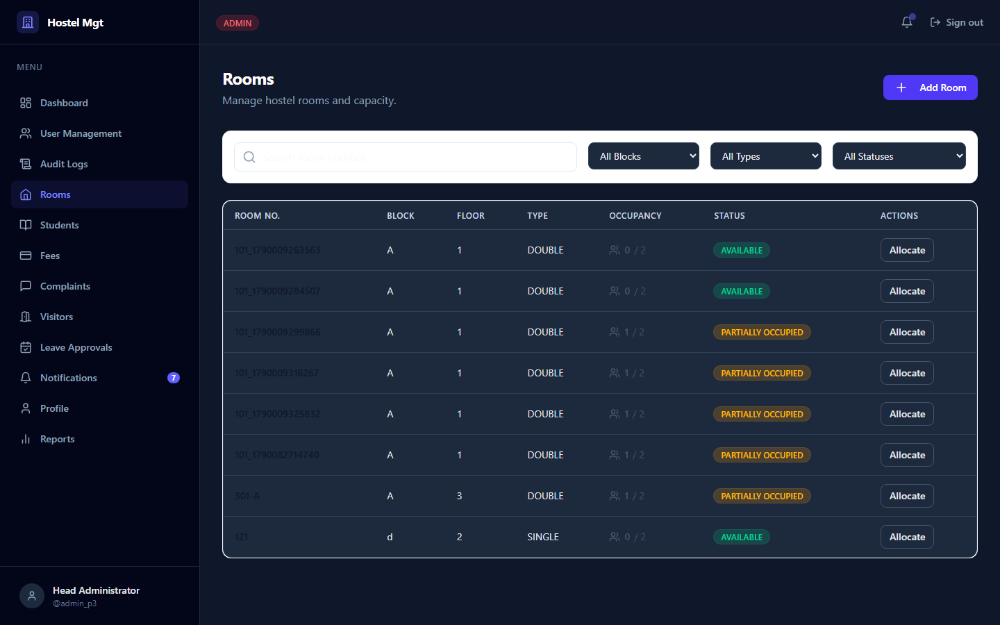 Hostel Mgt
ADMIN
Sign out
MENU
Dashboard
User Management
Audit Logs
Rooms
Students
Fees
Complaints
Visitors
Leave Approvals
Notifications 7
Profile
Reports
Head Administrator
@admin_p3
Rooms
Manage hostel rooms and capacity.
Add Room
Search room number...
All Blocks
All Types
All Statuses
ROOM NO. BLOCK FLOOR TYPE OCCUPANCY STATUS ACTIONS
101_1790009263563 A 1 DOUBLE 0 / 2 AVAILABLE Allocate
101_1790009284507 A 1 DOUBLE 0 / 2 AVAILABLE Allocate
101_1790009299866 A 1 DOUBLE 1 / 2 PARTIALLY OCCUPIED Allocate
101_1790009316267 A 1 DOUBLE 1 / 2 PARTIALLY OCCUPIED Allocate
101_1790009325832 A 1 DOUBLE 1 / 2 PARTIALLY OCCUPIED Allocate
101_1790082714740 A 1 DOUBLE 1 / 2 PARTIALLY OCCUPIED Allocate
301-A A 3 DOUBLE 1 / 2 PARTIALLY OCCUPIED Allocate
121 d 2 SINGLE 0 / 2 AVAILABLE Allocate